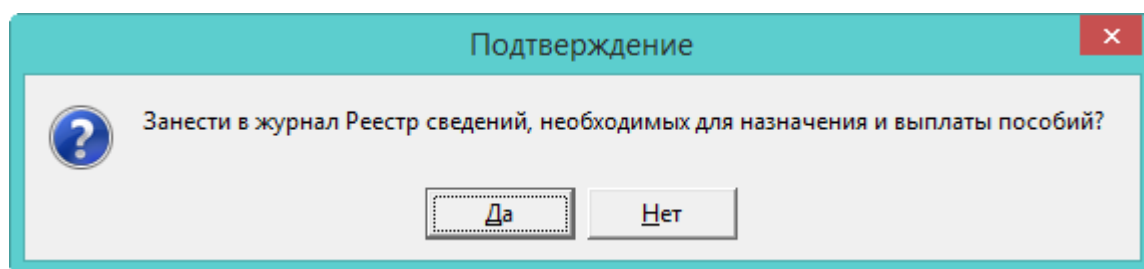 Подтверждение
Занести в журнал Реестр сведений, необходимых для назначения и выплаты пособий?
Да
Нет